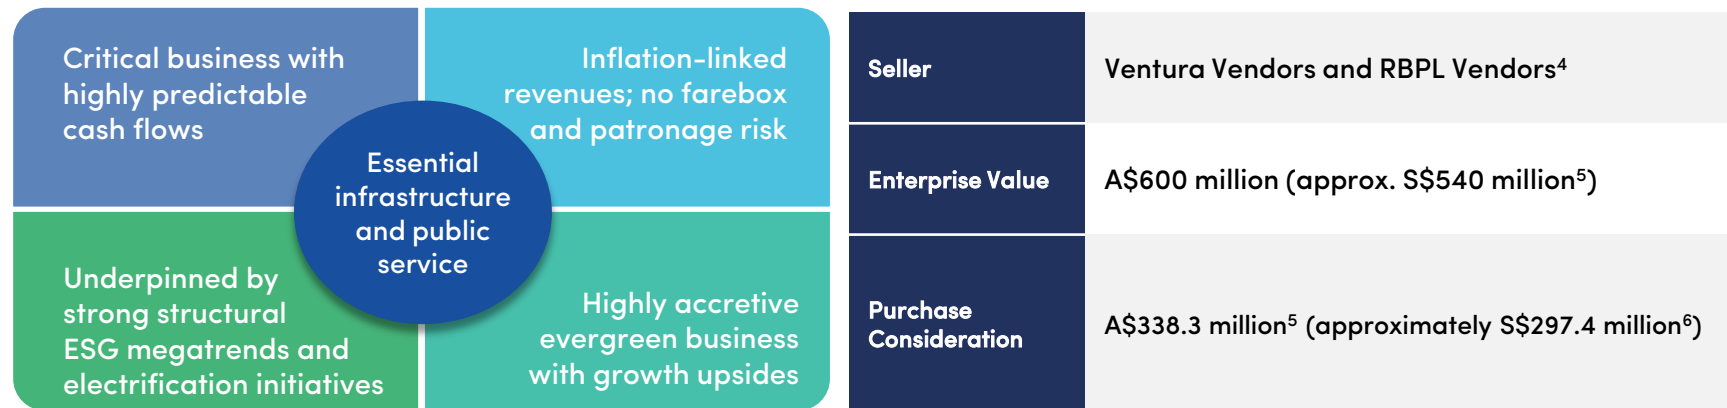 Critical business with
highly predictable
cash flows
Inflation-linked
revenues; no farebox
and patronage risk
Essential
infrastructure
and public
service
Underpinned by
strong structural
ESG megatrends and
electrification initiatives
Highly accretive
evergreen business
with growth upsides
Seller
Ventura Vendors and RBPL Vendors⁴
Enterprise Value
A$600 million (approx. S$540 million⁵)
Purchase
Consideration
A$338.3 million⁵ (approximately S$297.4 million⁶)